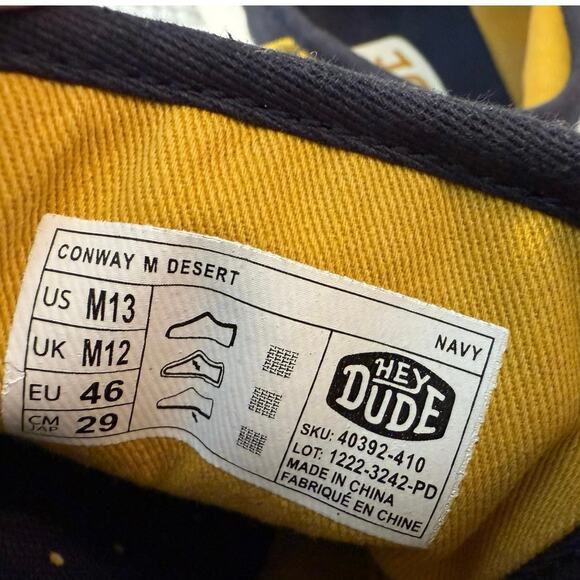 CONWAY M DESERT
NAVY
US M13
UK M12
EU 46
CM JAP 29
HEY DUDE
SKU: 40392-410
LOT: 1222-3242-PD
MADE IN CHINA
FABRIQUÉ EN CHINE